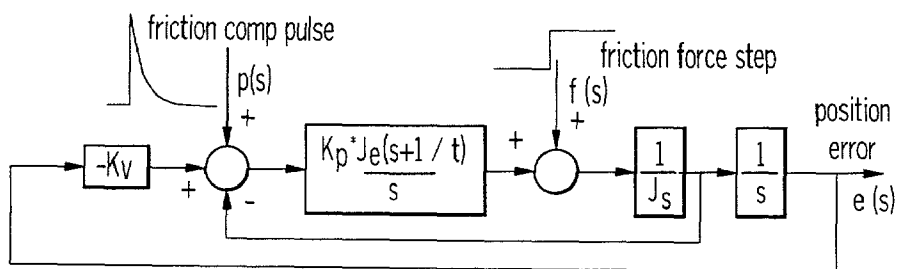 friction comp pulse
p(s)
+
friction force step
f (s)
+
position
error
-Kv
+
-
Kp*Je(s+1 / t)
s
+
1
Js
1
s
e (s)